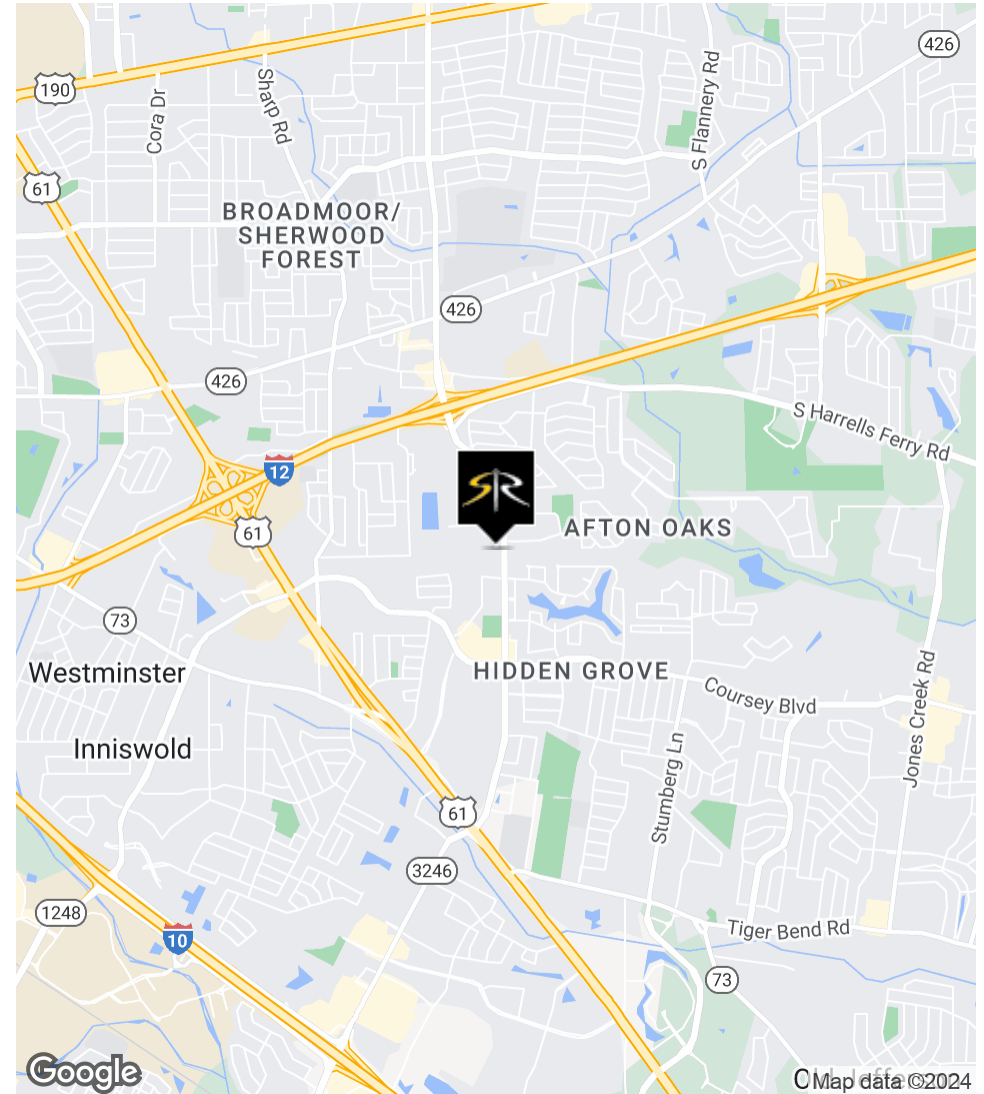 426
190
Cora Dr
Sharp Rd
S Flannery Rd
61
BROADMOOR/
SHERWOOD
FOREST
426
426
S Harrells Ferry Rd
12
SR
61
AFTON OAKS
73
Westminster
HIDDEN GROVE
Coursey Blvd
Jones Creek Rd
Inniswold
Stumberg Ln
61
3246
1248
10
Tiger Bend Rd
73
Google
Map data ©2024